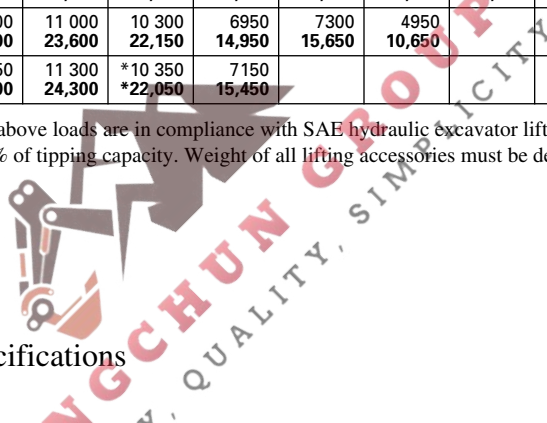 00 11 000 10 300 6950 7300 4950
00 23,600 22,150 14,950 15,650 10,650
50 11 300 *10 350 7150
00 24,300 *22,050 15,450
above loads are in compliance with SAE hydraulic excavator lift
% of tipping capacity. Weight of all lifting accessories must be de
cifications
NGCHUN GROUP
Y, QUALITY, SIMPLICITY